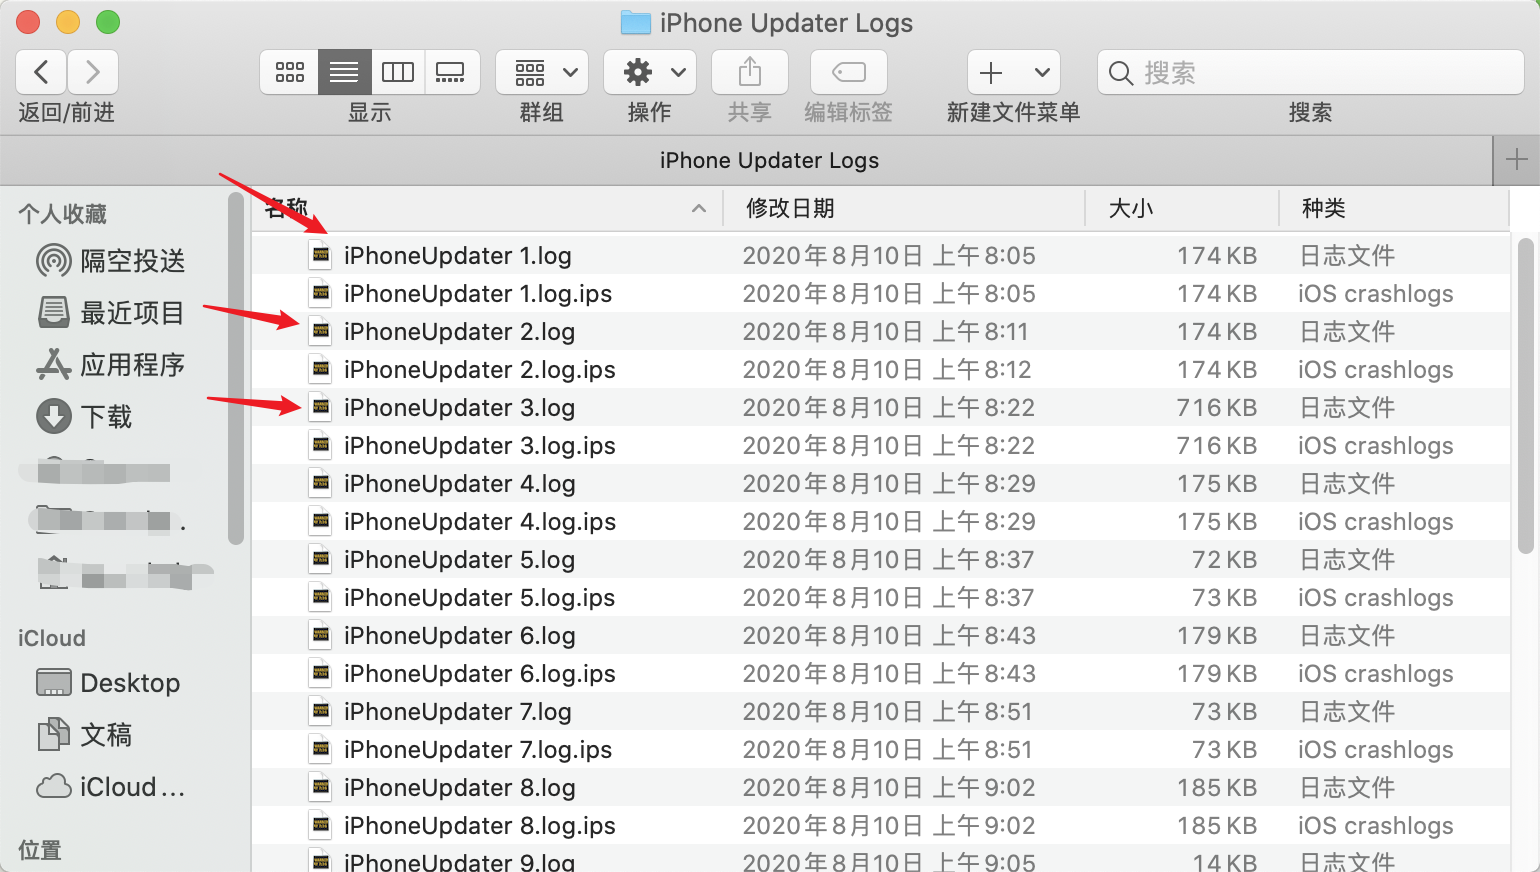 iPhone Updater Logs
搜索
返回/前进 显示 群组 操作 共享 编辑标签 新建文件菜单 搜索
iPhone Updater Logs
个人收藏
隔空投送
最近项目
应用程序
下载
iCloud
Desktop
文稿
iCloud ...
位置
名称 修改日期 大小 种类
iPhoneUpdater 1.log 2020年8月10日 上午8:05 174 KB 日志文件
iPhoneUpdater 1.log.ips 2020年8月10日 上午8:05 174 KB iOS crashlogs
iPhoneUpdater 2.log 2020年8月10日 上午8:11 174 KB 日志文件
iPhoneUpdater 2.log.ips 2020年8月10日 上午8:12 174 KB iOS crashlogs
iPhoneUpdater 3.log 2020年8月10日 上午8:22 716 KB 日志文件
iPhoneUpdater 3.log.ips 2020年8月10日 上午8:22 716 KB iOS crashlogs
iPhoneUpdater 4.log 2020年8月10日 上午8:29 175 KB 日志文件
iPhoneUpdater 4.log.ips 2020年8月10日 上午8:29 175 KB iOS crashlogs
iPhoneUpdater 5.log 2020年8月10日 上午8:37 72 KB 日志文件
iPhoneUpdater 5.log.ips 2020年8月10日 上午8:37 73 KB iOS crashlogs
iPhoneUpdater 6.log 2020年8月10日 上午8:43 179 KB 日志文件
iPhoneUpdater 6.log.ips 2020年8月10日 上午8:43 179 KB iOS crashlogs
iPhoneUpdater 7.log 2020年8月10日 上午8:51 73 KB 日志文件
iPhoneUpdater 7.log.ips 2020年8月10日 上午8:51 73 KB iOS crashlogs
iPhoneUpdater 8.log 2020年8月10日 上午9:02 185 KB 日志文件
iPhoneUpdater 8.log.ips 2020年8月10日 上午9:02 185 KB iOS crashlogs
iPhoneUpdater 9.log 2020年8月10日 上午9:05 14 KB 日志文件